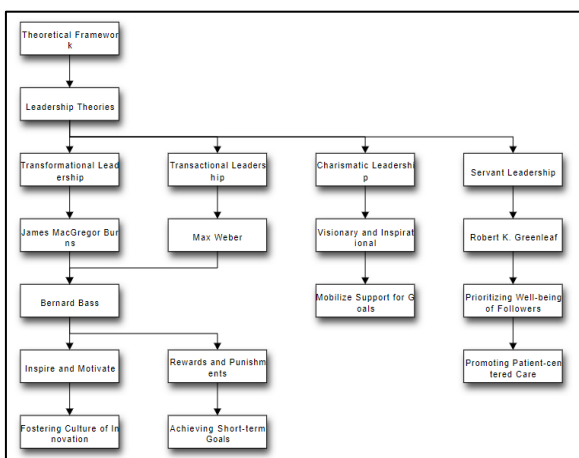 Theoretical Framewor
k
Leadership Theories
Transformational Lead
ership
Transactional Leaders
hip
Charismatic Leadershi
p
Servant Leadership
James MacGregor Bur
ns
Max Weber
Visionary and Inspirat
ional
Robert K. Greenleaf
Bernard Bass
Mobilize Support for G
oals
Prioritizing Well-being
of Followers
Inspire and Motivate
Rewards and Punishm
ents
Promoting Patient-cen
tered Care
Fostering Culture of In
novation
Achieving Short-term
Goals